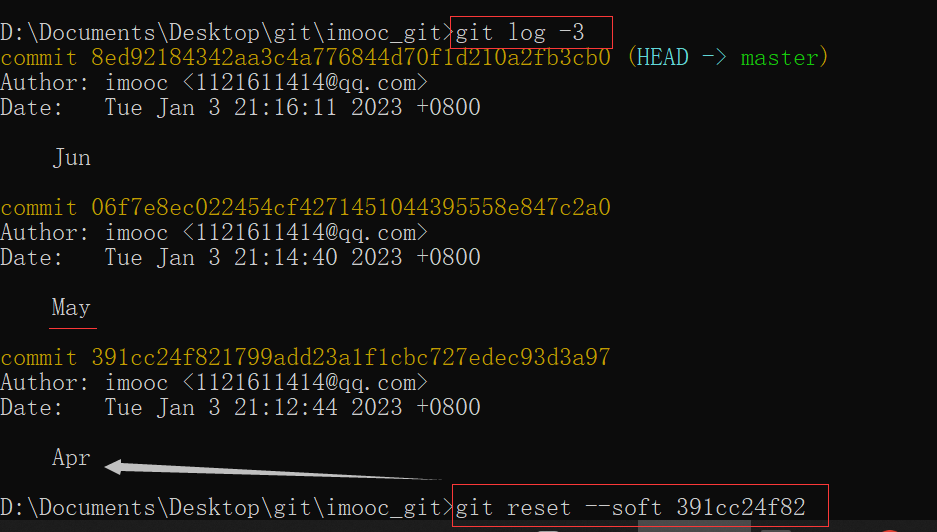 D:\Documents\Desktop\git\imooc_git>git log -3
commit 8ed92184342aa3c4a776844d70f1d210a2fb3cb0 (HEAD -> master)
Author: imooc <1121611414@qq.com>
Date:   Tue Jan 3 21:16:11 2023 +0800
Jun
commit 06f7e8ec022454cf4271451044395558e847c2a0
Author: imooc <1121611414@qq.com>
Date:   Tue Jan 3 21:14:40 2023 +0800
May
commit 391cc24f821799add23a1f1cbc727edec93d3a97
Author: imooc <1121611414@qq.com>
Date:   Tue Jan 3 21:12:44 2023 +0800
Apr
D:\Documents\Desktop\git\imooc_git>git reset --soft 391cc24f82